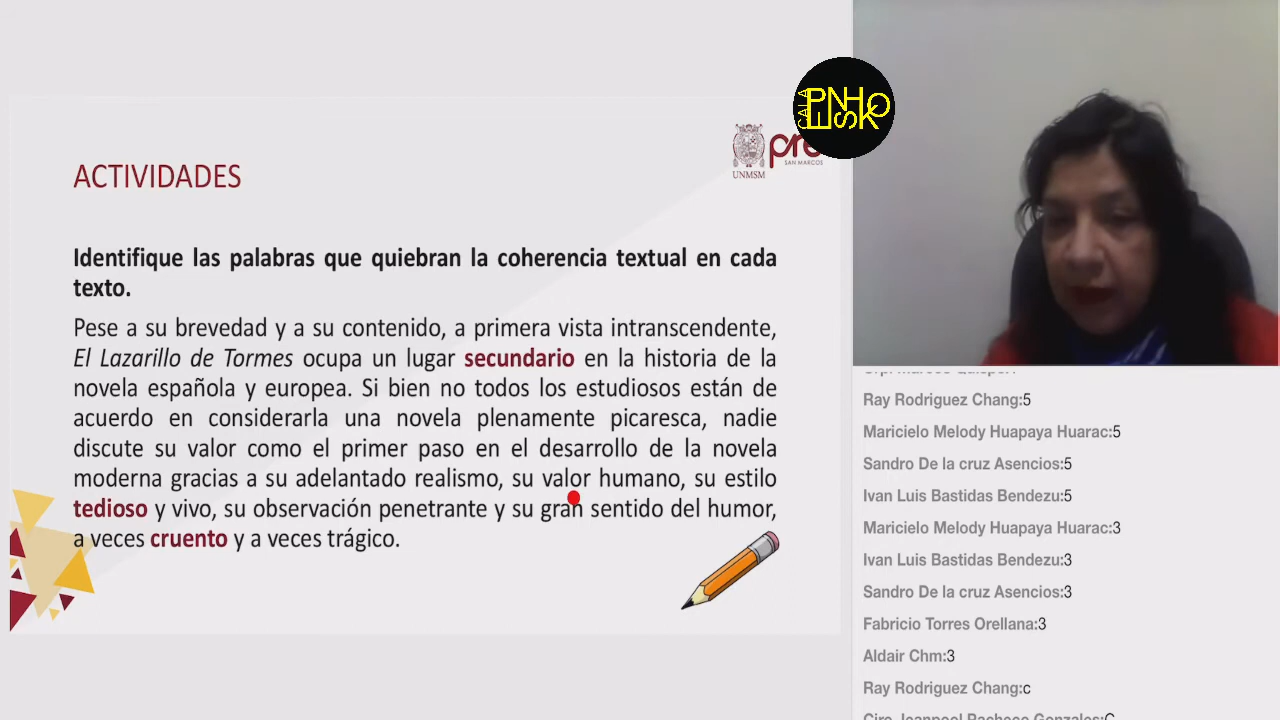 CALA
PNHO
ESK
pre
SAN MARCOS
UNMSM
ACTIVIDADES
Identifique las palabras que quiebran la coherencia textual en cada
texto.
Pese a su brevedad y a su contenido, a primera vista intranscendente,
El Lazarillo de Tormes ocupa un lugar secundario en la historia de la
novela española y europea. Si bien no todos los estudiosos están de
acuerdo en considerarla una novela plenamente picaresca, nadie
discute su valor como el primer paso en el desarrollo de la novela
moderna gracias a su adelantado realismo, su valor humano, su estilo
tedioso y vivo, su observación penetrante y su gran sentido del humor,
a veces cruento y a veces trágico.
Ray Rodriguez Chang:5
Maricielo Melody Huapaya Huarac:5
Sandro De la cruz Asencios:5
Ivan Luis Bastidas Bendezu:5
Maricielo Melody Huapaya Huarac:3
Ivan Luis Bastidas Bendezu:3
Sandro De la cruz Asencios:3
Fabricio Torres Orellana:3
Aldair Chm:3
Ray Rodriguez Chang:c
Ciro Jeanpool Pacheco Gonzales:C